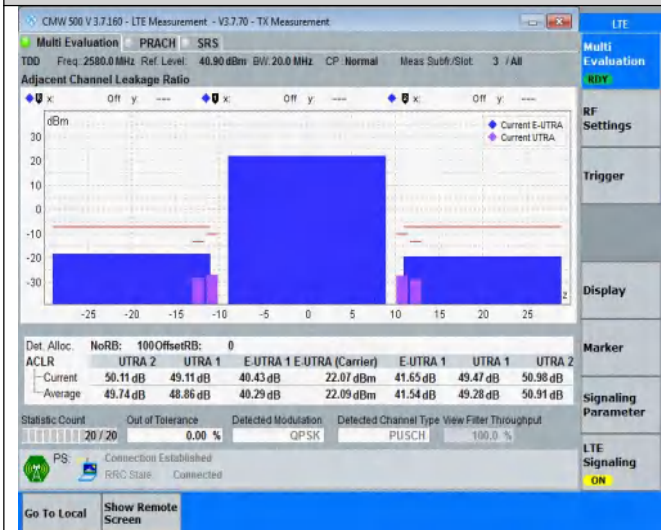 CMW 500 V 3.7.160 - LTE Measurement - V3.7.70 - TX Measurement
LTE
Multi Evaluation PRACH SRS
TDD Freq: 2580.0 MHz Ref. Level: 40.90 dBm BW: 20.0 MHz CP: Normal Meas Subfr./Slot: 3 / All
Adjacent Channel Leakage Ratio
x: Off y: --- x: Off y: --- x: Off y: ---
dBm
Current E-UTRA
Current UTRA
30
20
10
0
-10
-20
-30
z
-25 -20 -15 -10 -5 0 5 10 15 20 25
Det. Alloc. NoRB: 100 OffsetRB: 0
ACLR UTRA 2 UTRA 1 E-UTRA 1 E-UTRA (Carrier) E-UTRA 1 UTRA 1 UTRA 2
Current 50.11 dB 49.11 dB 40.43 dB 22.07 dBm 41.65 dB 49.47 dB 50.98 dB
Average 49.74 dB 48.86 dB 40.29 dB 22.09 dBm 41.54 dB 49.28 dB 50.91 dB
Statistic Count Out of Tolerance Detected Modulation Detected Channel Type View Filter Throughput
20 / 20 0.00 % QPSK PUSCH 100.0 %
PS: Connection Established
RRC State Connected
Multi
Evaluation
RDY
RF
Settings
Trigger
Display
Marker
Signaling
Parameter
LTE
Signaling
ON
Go To Local
Show Remote
Screen